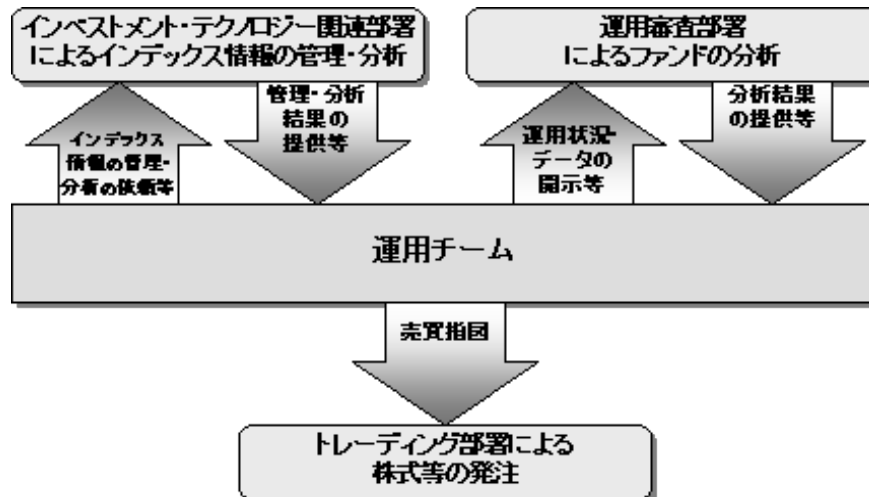 インベストメント・テクノロジー関連部署
によるインデックス情報の管理・分析
運用審査部署
によるファンドの分析
インデックス
情報の管理・
分析の依頼等
管理・分析
結果の
提供等
運用状況・
データの
開示等
分析結果
の提供等
運用チーム
売買指図
トレーディング部署による
株式等の発注